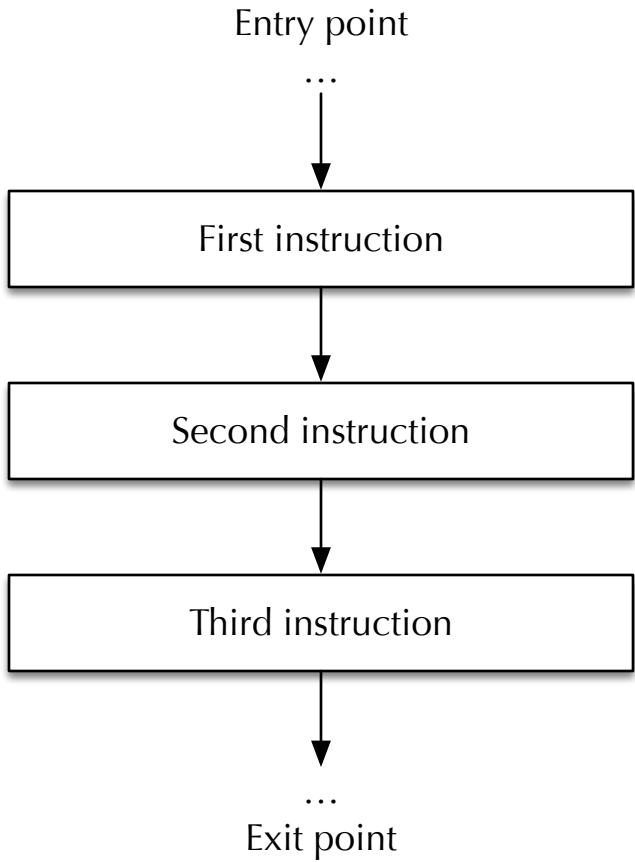 Entry point
…
First instruction
Second instruction
Third instruction
…
Exit point